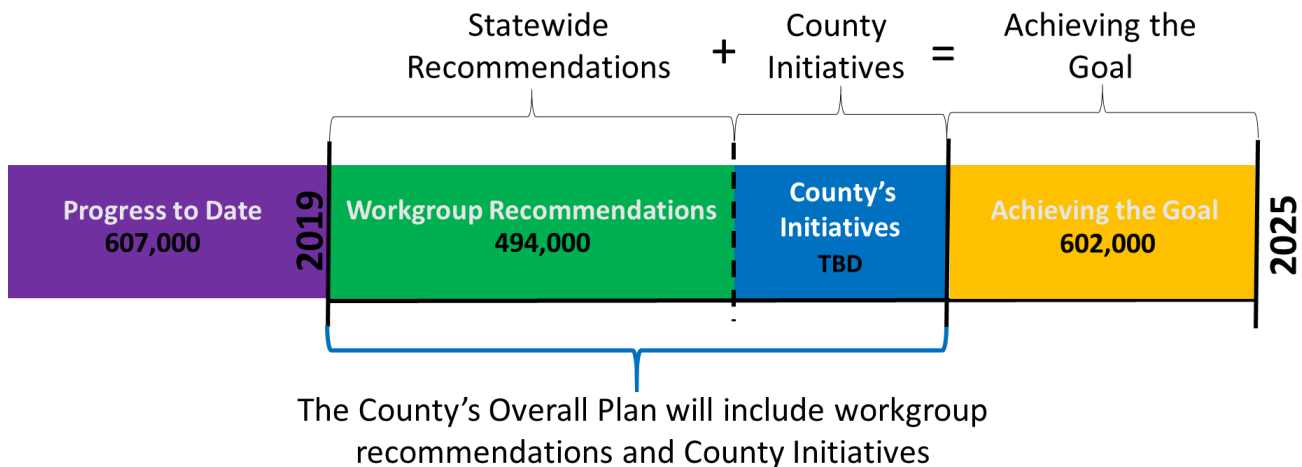 Statewide
Recommendations
+
County
Initiatives
=
Achieving the
Goal
Progress to Date
607,000
2019
Workgroup Recommendations
494,000
County's
Initiatives
TBD
Achieving the Goal
602,000
2025
The County's Overall Plan will include workgroup
recommendations and County Initiatives